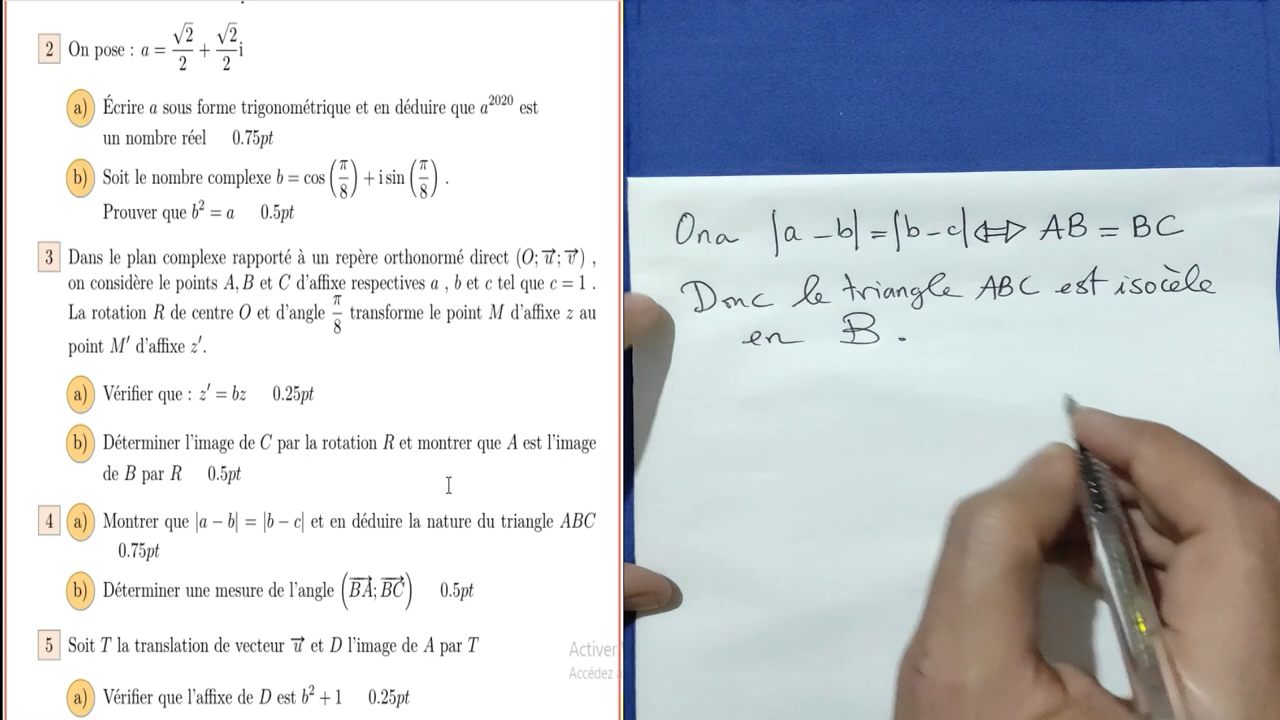 2 On pose : a = √2/2 + √2/2 i
a) Écrire a sous forme trigonométrique et en déduire que a²⁰²⁰ est
un nombre réel 0.75pt
b) Soit le nombre complexe b = cos(π/8) + i sin(π/8) .
Prouver que b² = a 0.5pt
3 Dans le plan complexe rapporté à un repère orthonormé direct (O; u⃗; v⃗) ,
on considère le points A, B et C d'affixe respectives a , b et c tel que c = 1 .
La rotation R de centre O et d'angle π/8 transforme le point M d'affixe z au
point M′ d'affixe z′.
a) Vérifier que : z′ = bz 0.25pt
b) Déterminer l'image de C par la rotation R et montrer que A est l'image
de B par R 0.5pt
4 a) Montrer que |a − b| = |b − c| et en déduire la nature du triangle ABC
0.75pt
b) Déterminer une mesure de l'angle (BA⃗; BC⃗) 0.5pt
5 Soit T la translation de vecteur u⃗ et D l'image de A par T
a) Vérifier que l'affixe de D est b² + 1 0.25pt
Activer
Accédez
Ona |a − b| = |b − c| ⇔ AB = BC
Donc le triangle ABC est isocèle
en B .